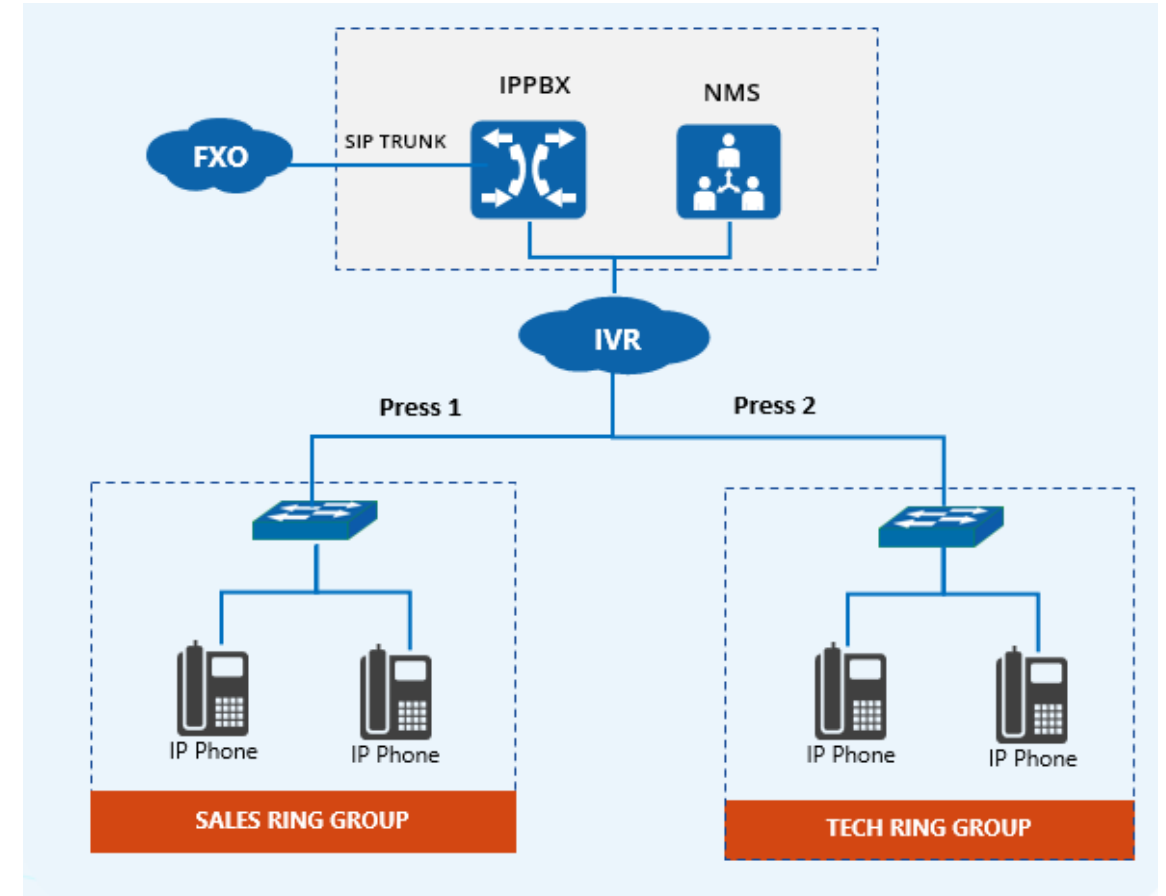 IPPBX
NMS
FXO
SIP TRUNK
IVR
Press 1
Press 2
IP Phone
IP Phone
IP Phone
IP Phone
SALES RING GROUP
TECH RING GROUP